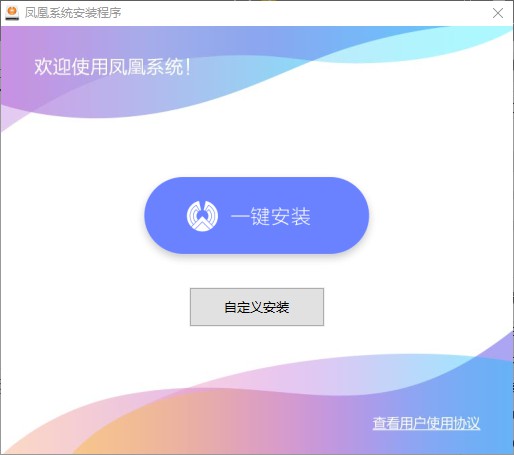 凤凰系统安装程序
欢迎使用凤凰系统!
一键安装
自定义安装
查看用户使用协议